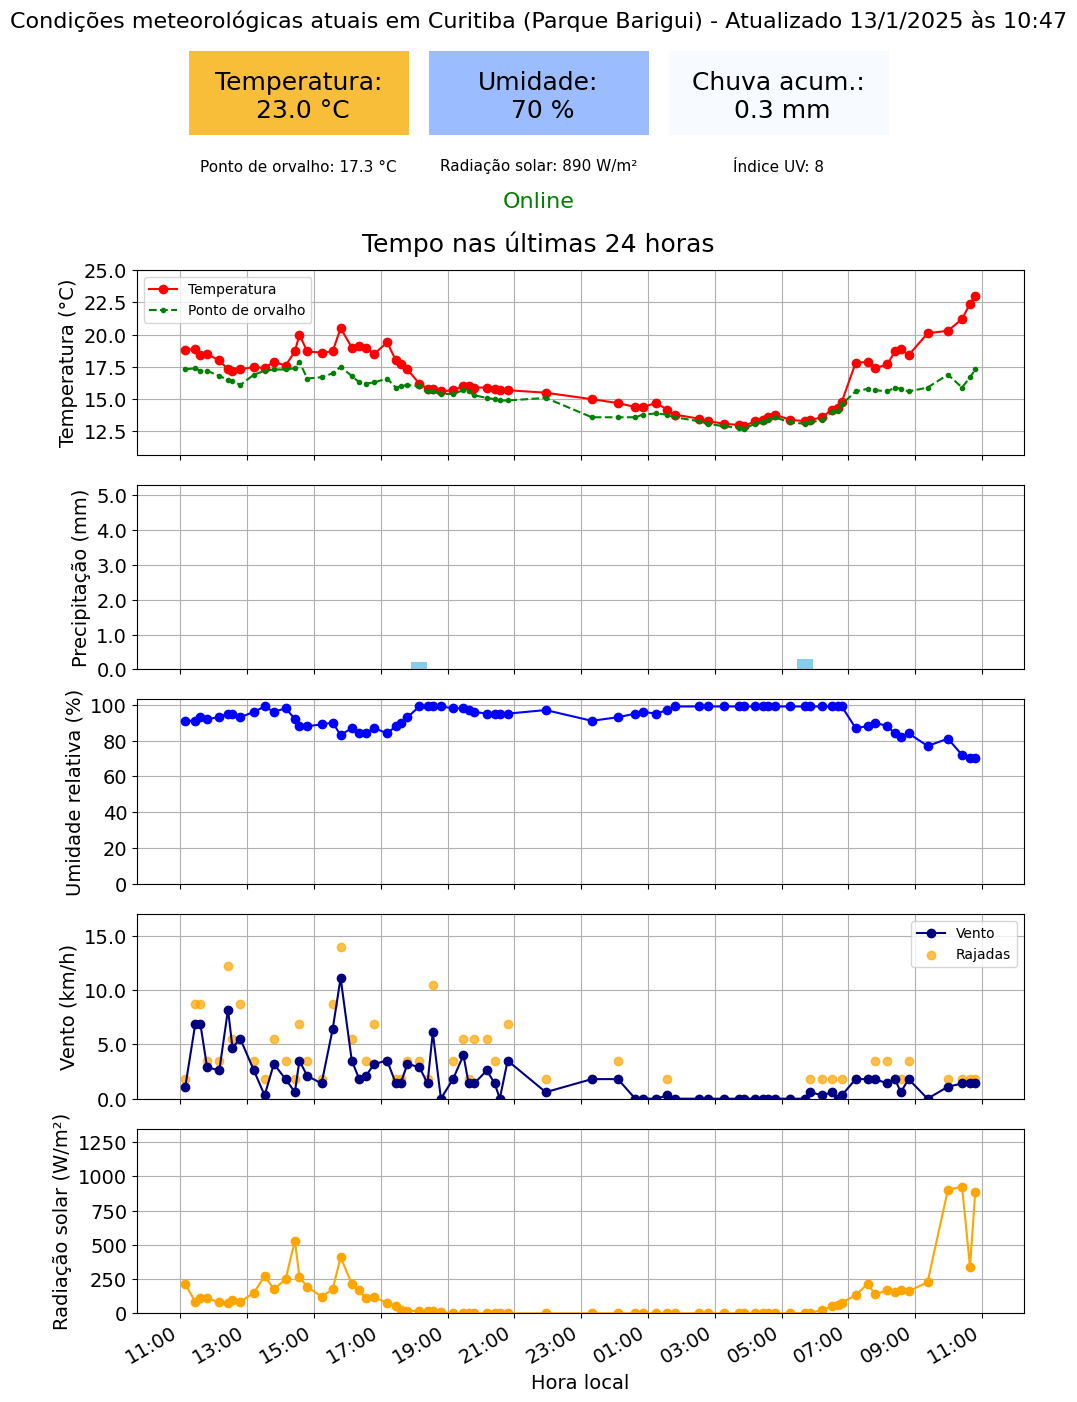 Condições meteorológicas atuais em Curitiba (Parque Barigui) - Atualizado 13/1/2025 às 10:47
Temperatura:
23.0 °C
Umidade:
70 %
Chuva acum.:
0.3 mm
Ponto de orvalho: 17.3 °C
Radiação solar: 890 W/m²
Índice UV: 8
Online
Tempo nas últimas 24 horas
Temperatura (°C)
25.0
22.5
20.0
17.5
15.0
12.5
Temperatura
Ponto de orvalho
Precipitação (mm)
5.0
4.0
3.0
2.0
1.0
0.0
Umidade relativa (%)
100
80
60
40
20
0
Vento (km/h)
15.0
10.0
5.0
0.0
Vento
Rajadas
Radiação solar (W/m²)
1250
1000
750
500
250
0
11:00
13:00
15:00
17:00
19:00
21:00
23:00
01:00
03:00
05:00
07:00
09:00
11:00
Hora local